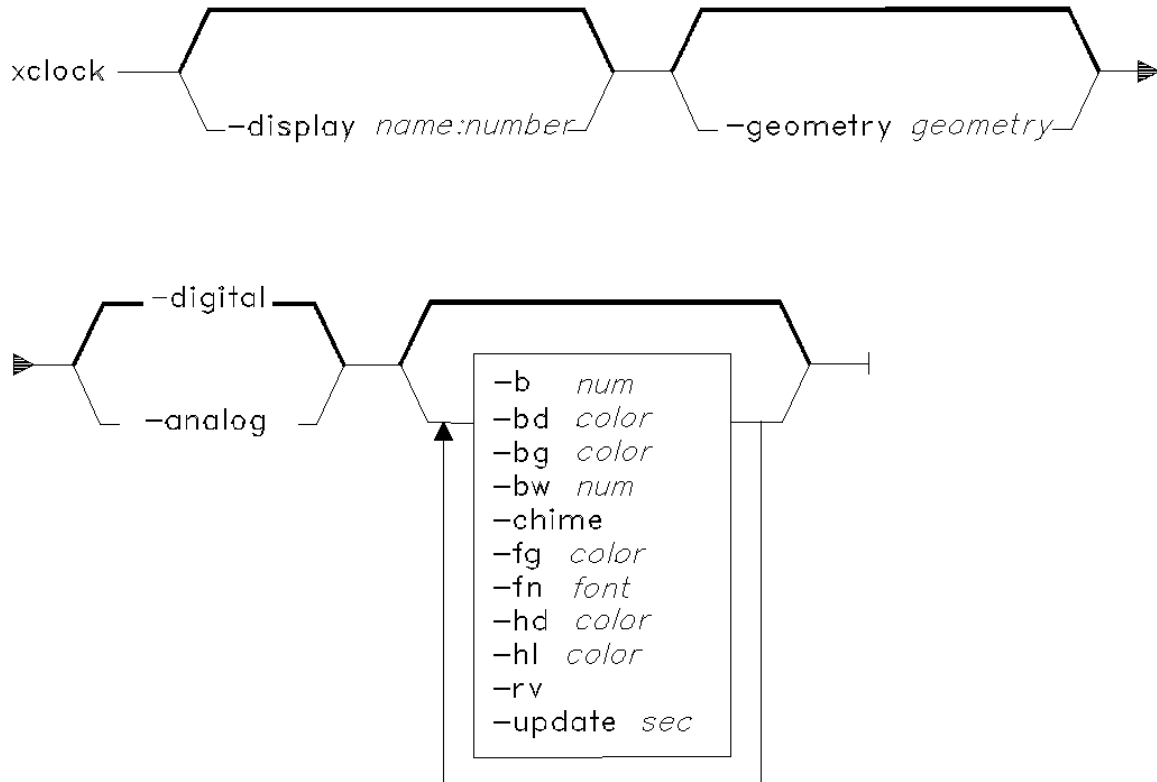 xclock
-display name:number
-geometry geometry
-digital
-analog
-b num
-bd color
-bg color
-bw num
-chime
-fg color
-fn font
-hd color
-hl color
-rv
-update sec